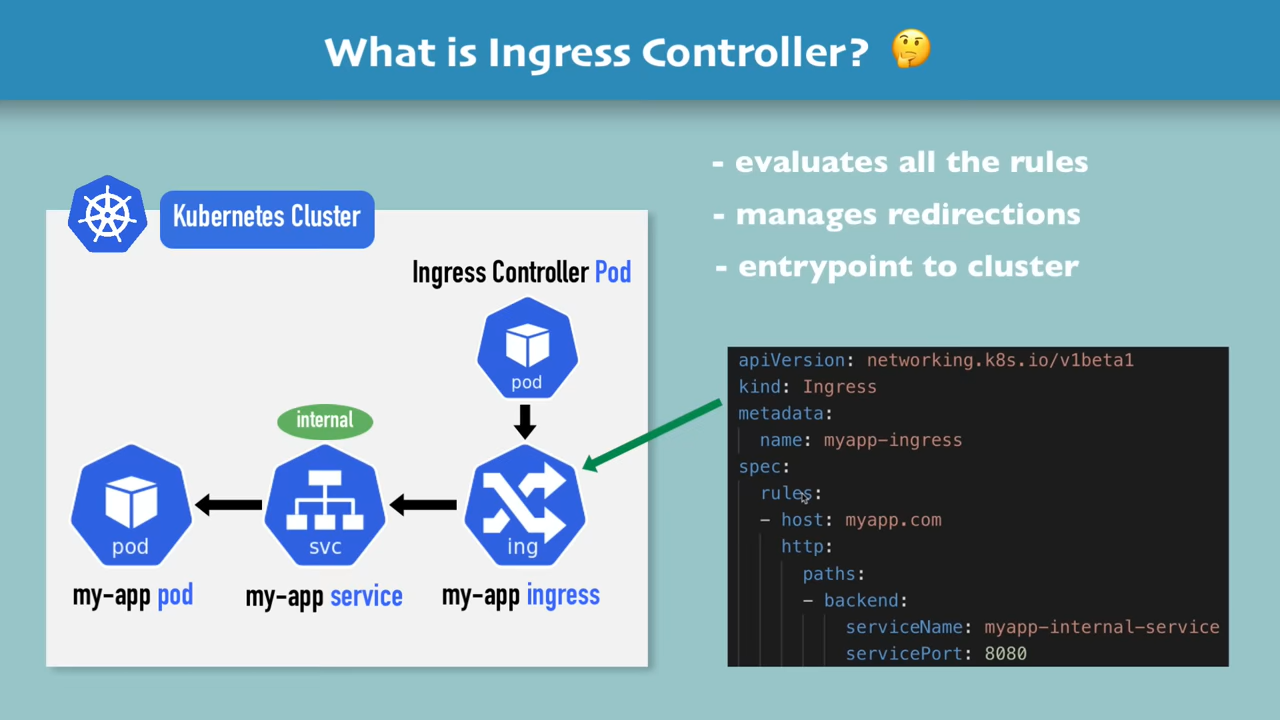 What is Ingress Controller? 🤔
- evaluates all the rules
- manages redirections
- entrypoint to cluster
Kubernetes Cluster
Ingress Controller Pod
pod
internal
pod
svc
ing
my-app pod
my-app service
my-app ingress
apiVersion: networking.k8s.io/v1beta1
kind: Ingress
metadata:
name: myapp-ingress
spec:
rules:
- host: myapp.com
http:
paths:
- backend:
serviceName: myapp-internal-service
servicePort: 8080